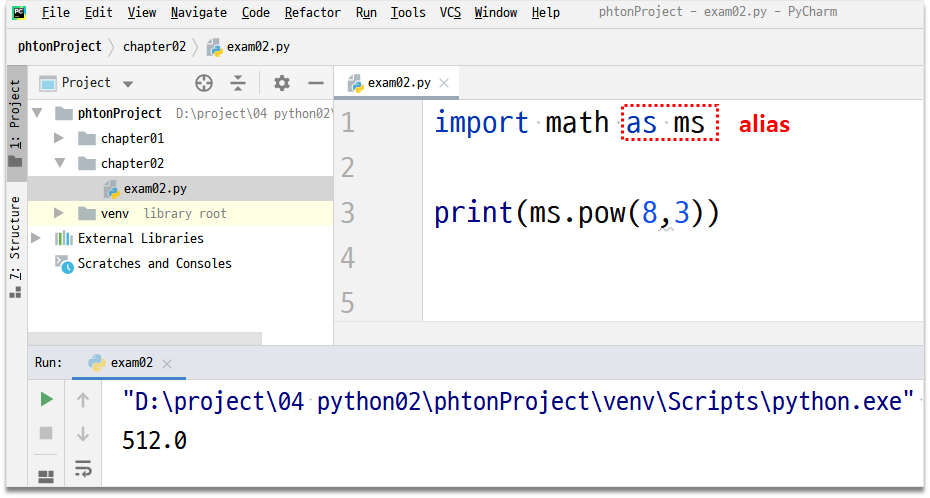 PC File Edit View Navigate Code Refactor Run Tools VCS Window Help phtonProject - exam02.py - PyCharm
phtonProject chapter02 exam02.py
1: Project
7: Structure
Project
phtonProject D:\project\04 python02\
chapter01
chapter02
exam02.py
venv library root
External Libraries
Scratches and Consoles
exam02.py
1 import math as ms alias
2
3 print(ms.pow(8,3))
4
5
Run: exam02
"D:\project\04 python02\phtonProject\venv\Scripts\python.exe"
512.0